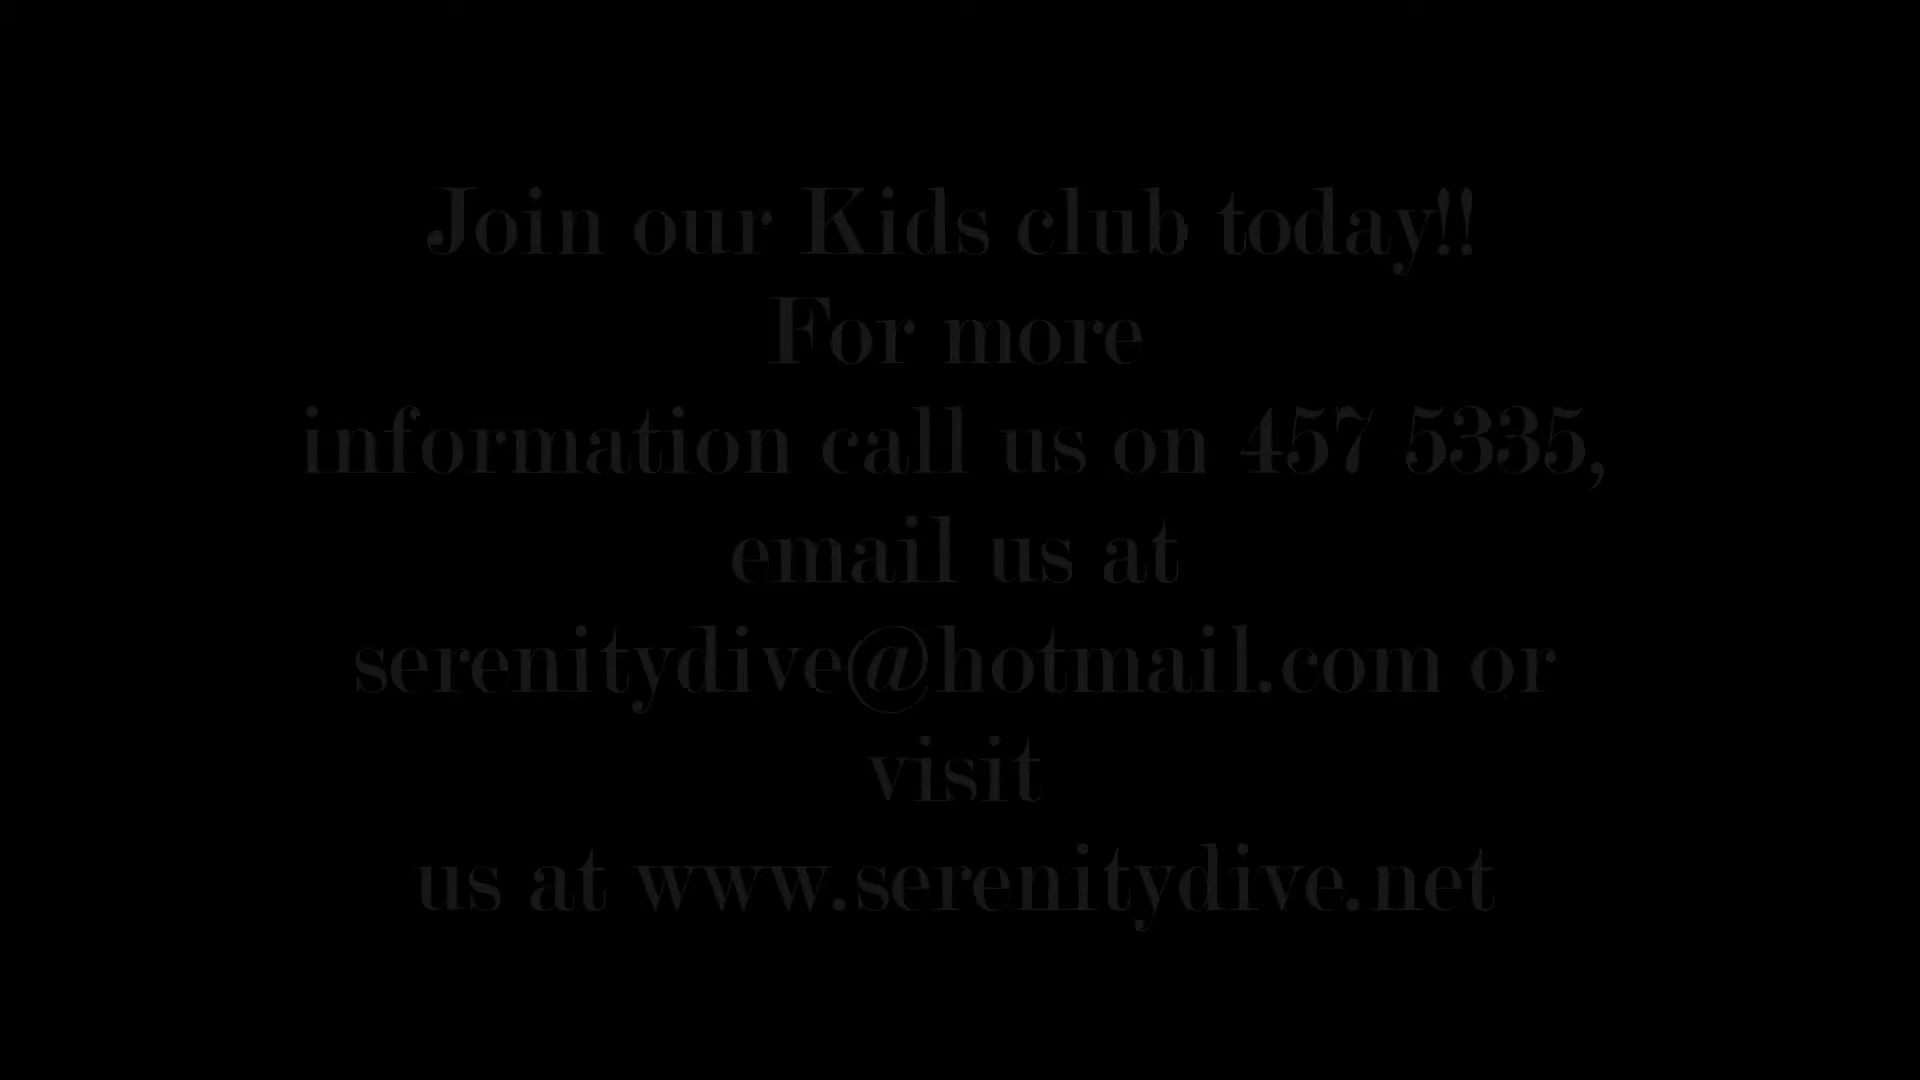 Join our Kids club today!!
For more
information call us on 457 5335,
email us at
serenitydive@hotmail.com or
visit
us at www.serenitydive.net